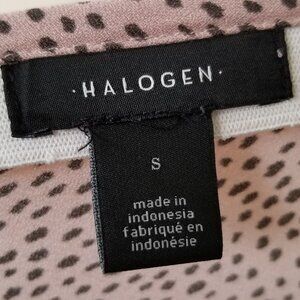 ·HALOGEN·
S
made in
indonesia
fabriqué en
indonésie